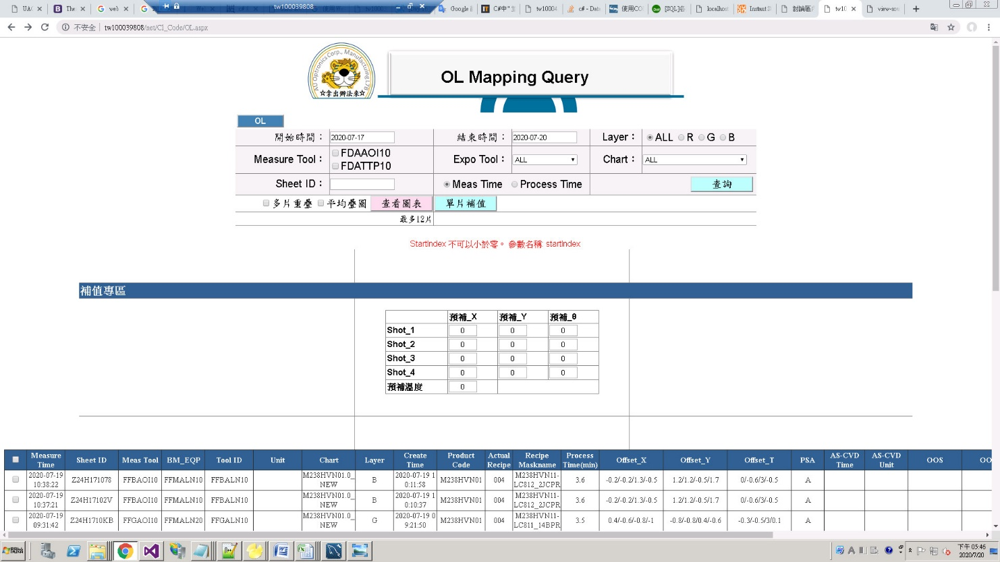 UAC
The
web
G
tw100039808
Google
C#中"
tw10004
c# - Date
使用CO
[SQL]各
localhost
Instant S
討論區
tw10
view-sou
不安全 | tw100039808/net/CI_Code/OL.aspx
AU Optronics Corp., Manufactuing L7B
☆拿出辦法來☆
OL Mapping Query
OL
開始時間: 2020-07-17 結束時間: 2020-07-20 Layer: ALL R G B
Measure Tool: FDAAOI10 FDATTP10 Expo Tool: ALL Chart: ALL
Sheet ID: Meas Time Process Time 查詢
多片重疊 平均疊圖 查看圖表 單片補值
最多12片
StartIndex 不可以小於零。 參數名稱: startIndex
補值專區
預補_X 預補_Y 預補_θ
Shot_1 0 0 0
Shot_2 0 0 0
Shot_3 0 0 0
Shot_4 0 0 0
預補溫度 0
Measure Time Sheet ID Meas Tool BM_EQP Tool ID Unit Chart Layer Create Time Product Code Actual Recipe Recipe Maskname Process Time(min) Offset_X Offset_Y Offset_T PSA AS-CVD Time AS-CVD Unit OOS OO
2020-07-19 10:38:22 Z24H171078 FFBAOI10 FFMALN10 FFBALN10 M238HVN01.0_NEW B 2020-07-19 10:11:58 M238HVN01 004 M238HVN11-LC812_2JCPR 3.6 -0.2/-0.2/1.3/-0.5 1.2/1.2/-0.5/1.7 0/-0.6/3/-0.5 A
2020-07-19 10:37:21 Z24H17102V FFBAOI10 FFMALN10 FFBALN10 M238HVN01.0_NEW B 2020-07-19 10:10:37 M238HVN01 004 M238HVN11-LC812_2JCPR 3.6 -0.2/-0.2/1.3/-0.5 1.2/1.2/-0.5/1.7 0/-0.6/3/-0.5 A
2020-07-19 09:31:42 Z24H1710KB FFGAOI10 FFMALN20 FFGALN10 M238HVN01.0_NEW G 2020-07-19 09:21:50 M238HVN01 004 M238HVN11-LC811_14BPR 3.5 0.4/-0.6/-0.8/-1 -0.8/-0.8/0.4/-0.6 -0.3/-0.5/3/0.1 A
開始
下午 05:46
2020/7/20